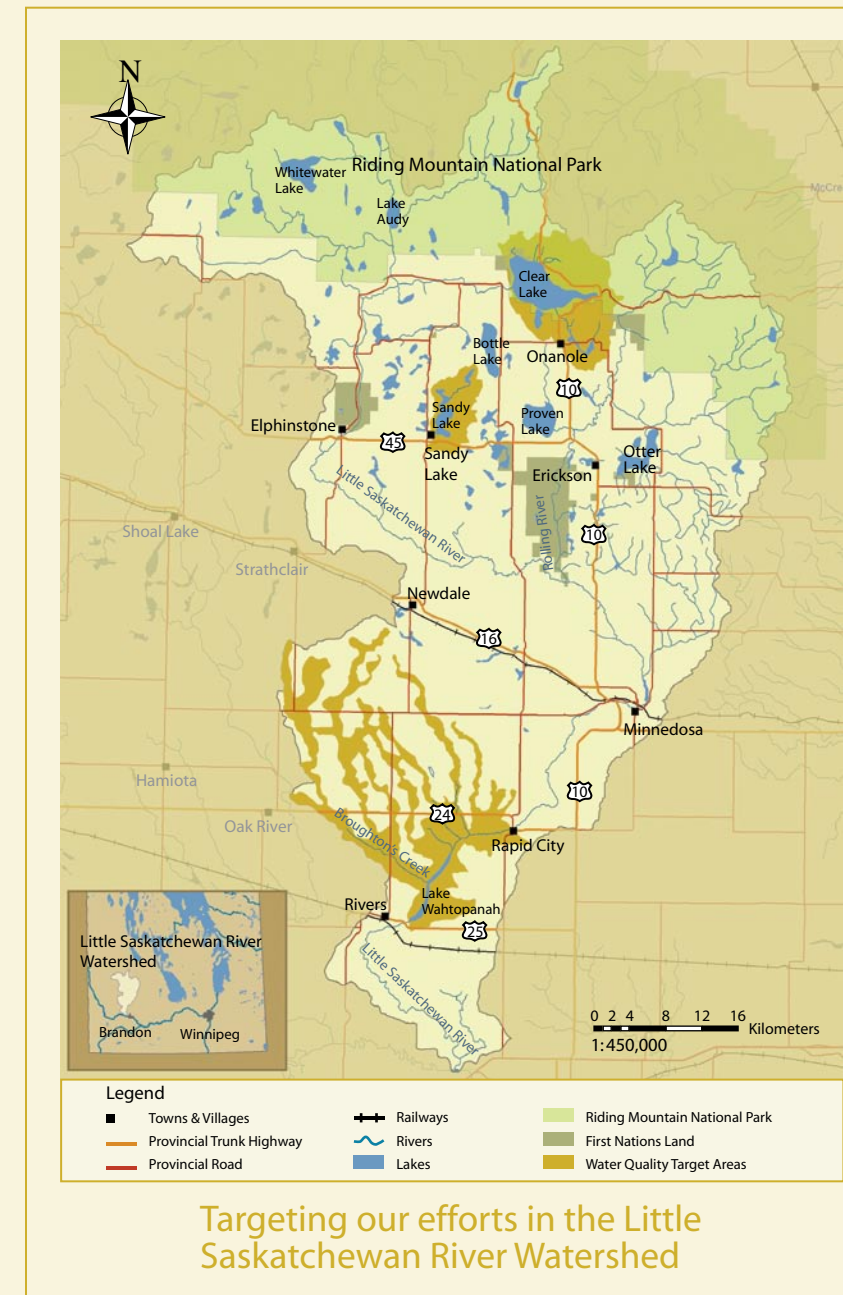 N
Riding Mountain National Park
Whitewater
Lake
Lake
Audy
McCre
Clear
Lake
Bottle
Lake
Onanole
10
Sandy
Lake
Proven
Lake
Elphinstone
45
Sandy
Lake
Otter
Lake
Erickson
Little Saskatchewan River
Rolling River
10
Shoal Lake
Strathclair
Newdale
16
Minnedosa
Hamiota
10
Oak River
24
Broughton's Creek
Rapid City
Lake
Wahtopanah
Rivers
25
Little Saskatchewan River
Little Saskatchewan River
Watershed
Brandon
Winnipeg
0 2 4 8 12 16
Kilometers
1:450,000
Legend
Towns & Villages
Provincial Trunk Highway
Provincial Road
Railways
Rivers
Lakes
Riding Mountain National Park
First Nations Land
Water Quality Target Areas
Targeting our efforts in the Little
Saskatchewan River Watershed